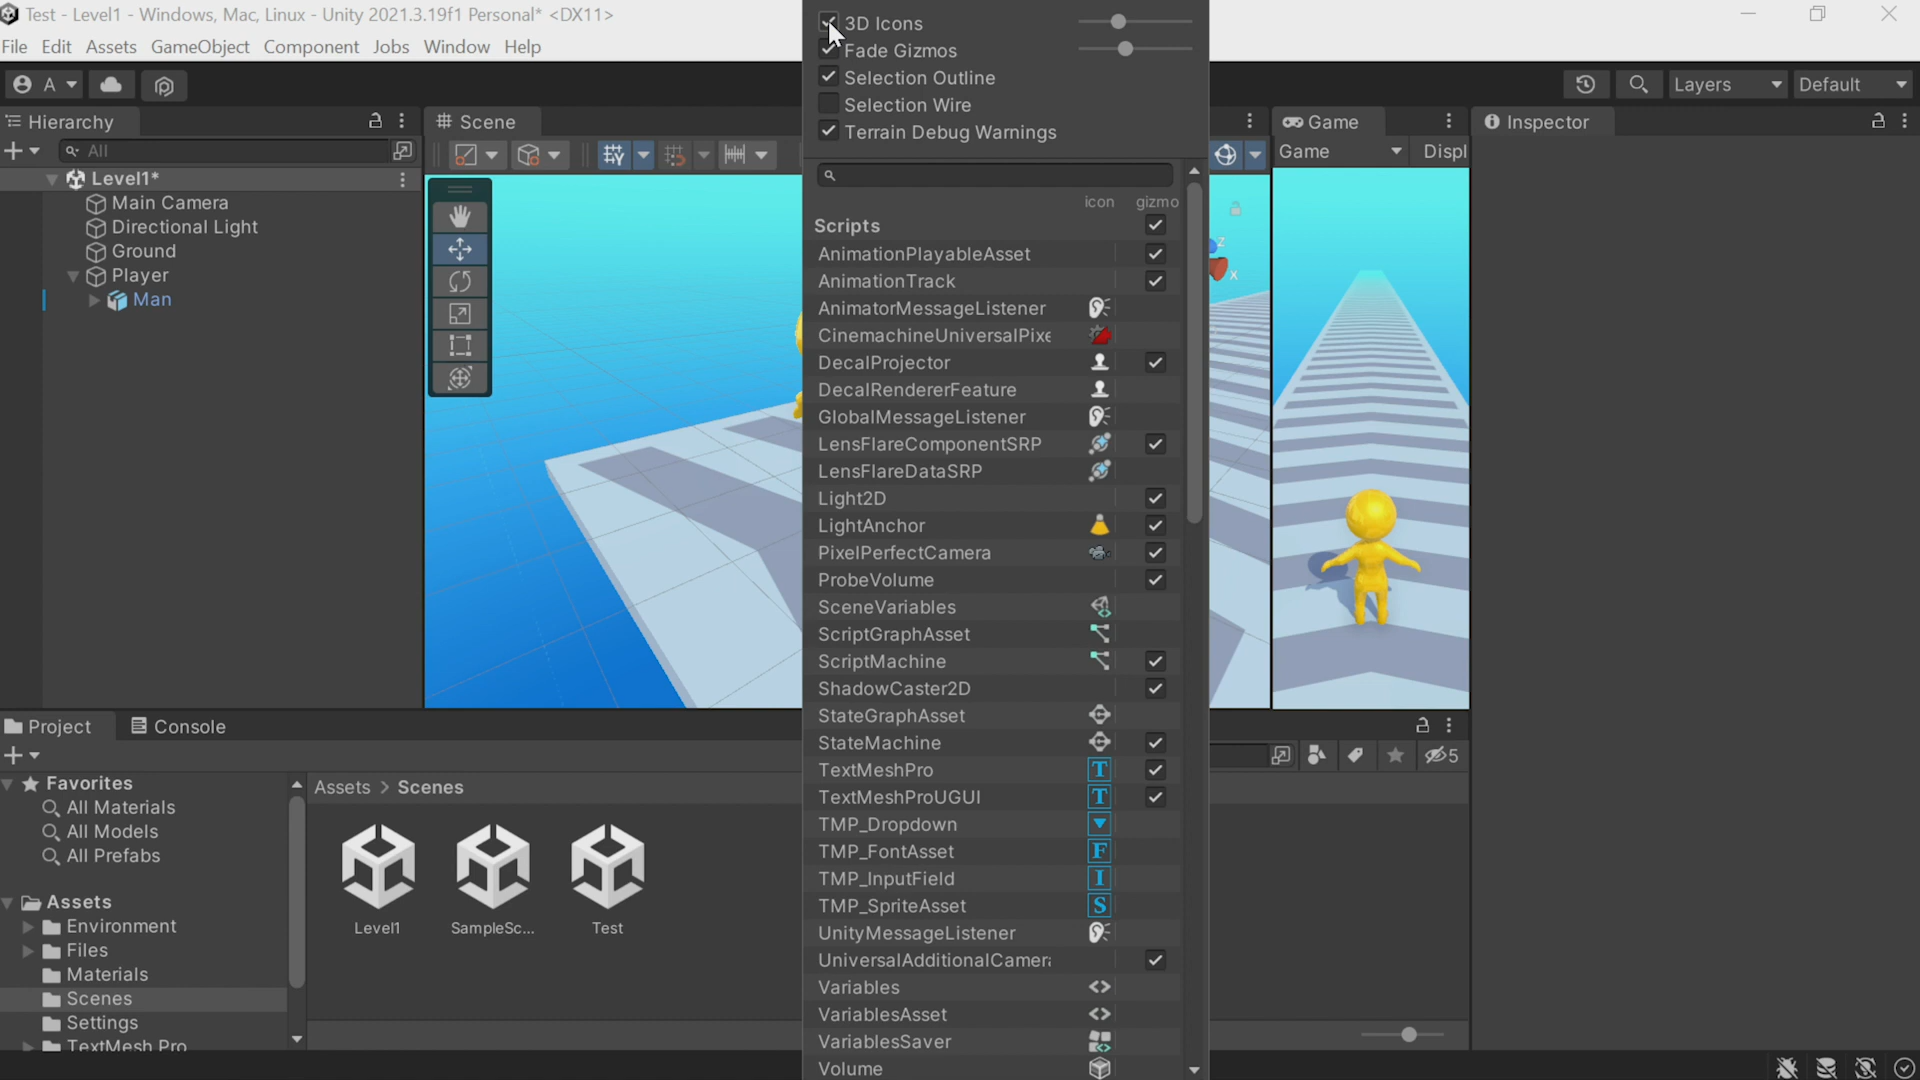 Test - Level1 - Windows, Mac, Linux - Unity 2021.3.19f1 Personal* <DX11>
File Edit Assets GameObject Component Jobs Window Help
A
Layers
Default
Hierarchy
All
Level1*
Main Camera
Directional Light
Ground
Player
Man
Scene
3D Icons
Fade Gizmos
Selection Outline
Selection Wire
Terrain Debug Warnings
icon gizmo
Scripts
AnimationPlayableAsset
AnimationTrack
AnimatorMessageListener
CinemachineUniversalPixe
DecalProjector
DecalRendererFeature
GlobalMessageListener
LensFlareComponentSRP
LensFlareDataSRP
Light2D
LightAnchor
PixelPerfectCamera
ProbeVolume
SceneVariables
ScriptGraphAsset
ScriptMachine
ShadowCaster2D
StateGraphAsset
StateMachine
TextMeshPro
T
TextMeshProUGUI
T
TMP_Dropdown
TMP_FontAsset
F
TMP_InputField
I
TMP_SpriteAsset
S
UnityMessageListener
UniversalAdditionalCamer
Variables
VariablesAsset
VariablesSaver
Volume
z
x
Game
Game
Displ
Inspector
Project
Console
5
Favorites
All Materials
All Models
All Prefabs
Assets
Environment
Files
Materials
Scenes
Settings
TextMesh Pro
Assets > Scenes
Level1
SampleSc...
Test